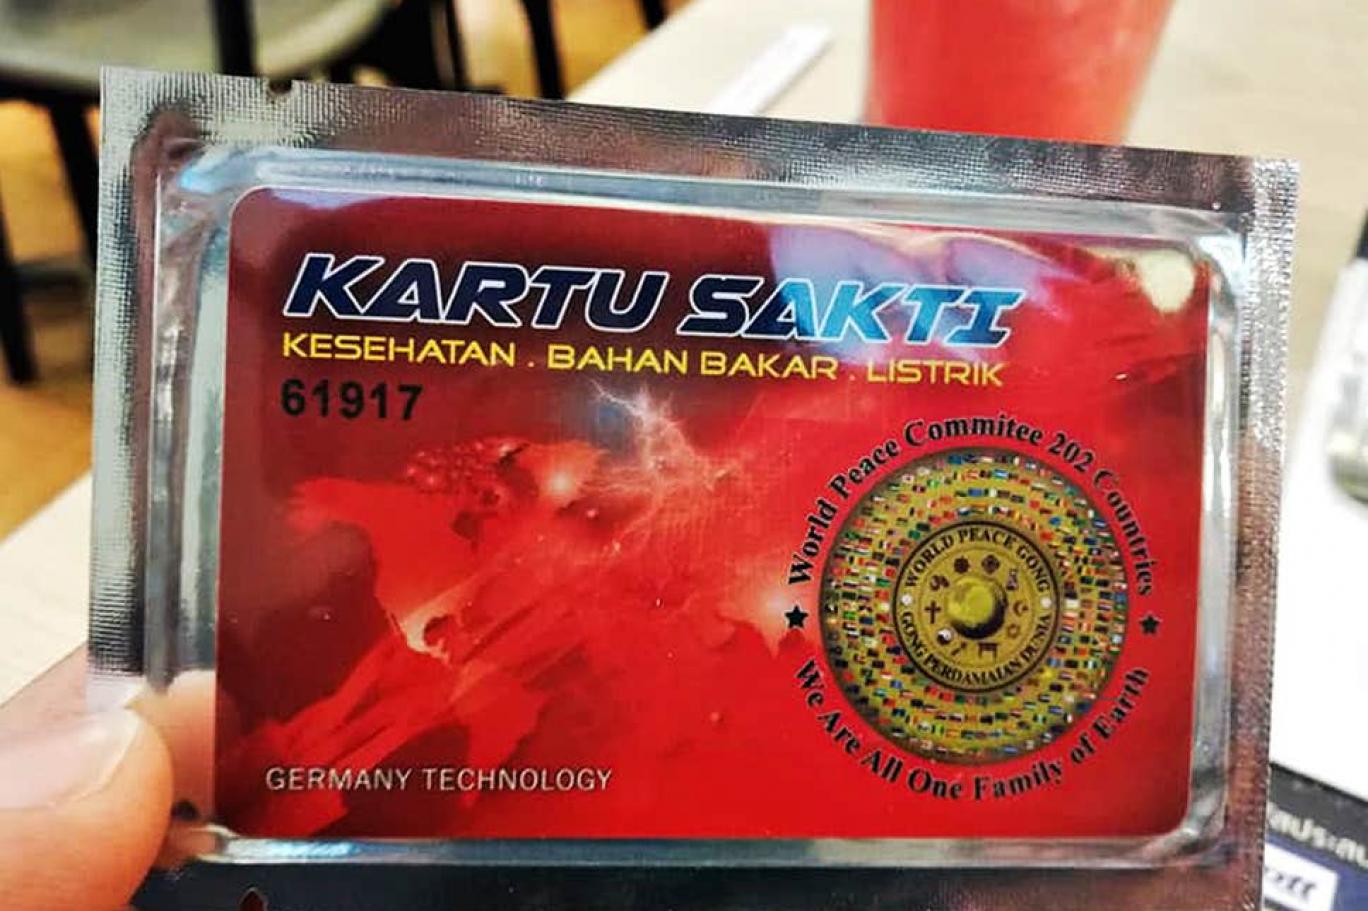 KARTU SAKTI
KESEHATAN . BAHAN BAKAR . LISTRIK
61917
World Peace Commitee 202 Countries
WORLD PEACE GONG
GONG PERDAMAIAN DUNIA
We Are All One Family of Earth
GERMANY TECHNOLOGY